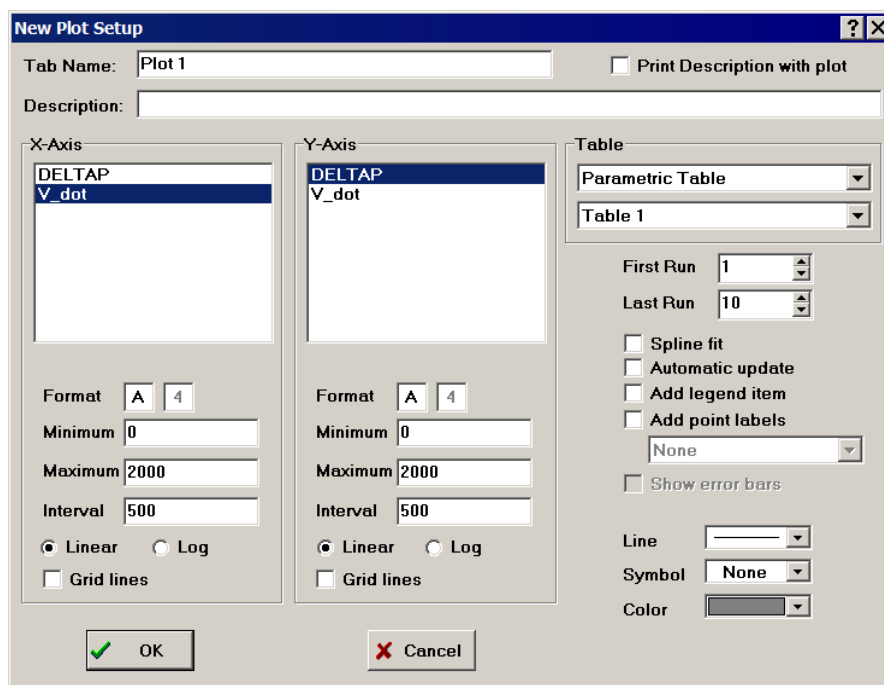 New Plot Setup
Tab Name: Plot 1
Print Description with plot
Description:
X-Axis
DELTAP
V_dot
Format A 4
Minimum 0
Maximum 2000
Interval 500
Linear Log
Grid lines
Y-Axis
DELTAP
V_dot
Format A 4
Minimum 0
Maximum 2000
Interval 500
Linear Log
Grid lines
Table
Parametric Table
Table 1
First Run 1
Last Run 10
Spline fit
Automatic update
Add legend item
Add point labels
None
Show error bars
Line
Symbol None
Color
OK
Cancel